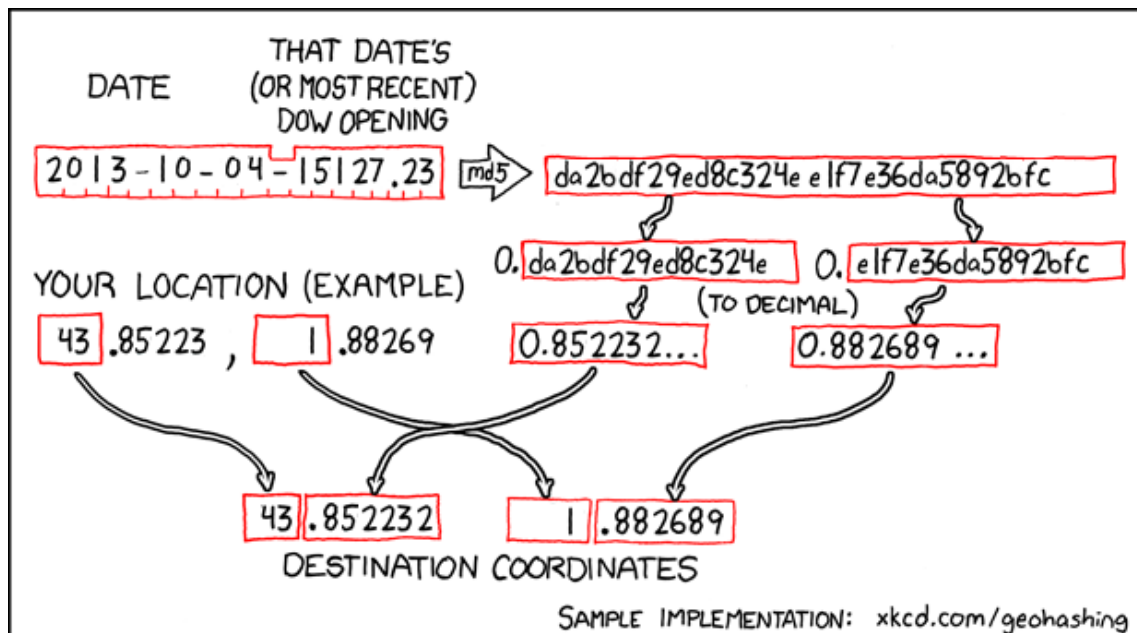 DATE
THAT DATE'S
(OR MOST RECENT)
DOW OPENING
2013-10-04-15127.23
md5
da2bdf29ed8c324e e1f7e36da5892bfc
0. da2bdf29ed8c324e
0. e1f7e36da5892bfc
YOUR LOCATION (EXAMPLE)
(TO DECIMAL)
43 .85223 , 1 .88269
0.852232...
0.882689 ...
43 .852232
1 .882689
DESTINATION COORDINATES
SAMPLE IMPLEMENTATION: xkcd.com/geohashing